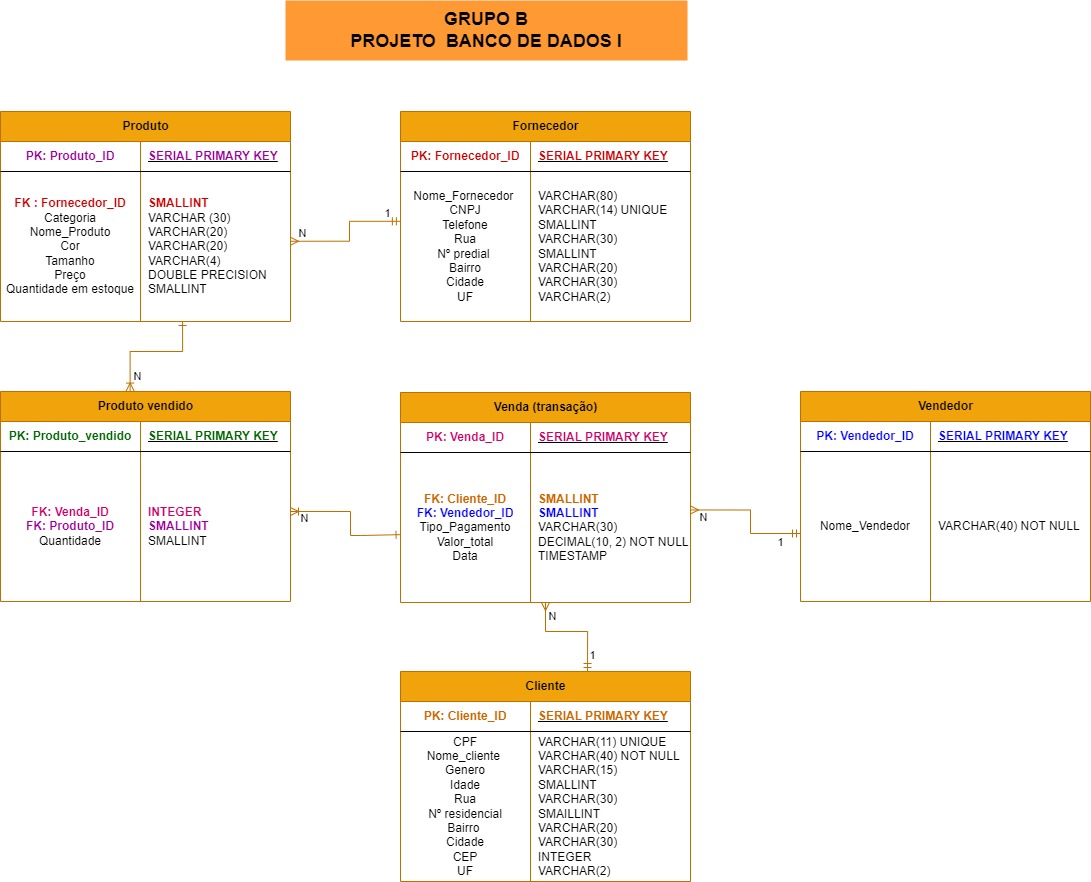 GRUPO B
PROJETO BANCO DE DADOS I
Produto
PK: Produto_ID SERIAL PRIMARY KEY
FK : Fornecedor_ID SMALLINT
Categoria VARCHAR (30)
Nome_Produto VARCHAR(20)
Cor VARCHAR(20)
Tamanho VARCHAR(4)
Preço DOUBLE PRECISION
Quantidade em estoque SMALLINT
N
1
Fornecedor
PK: Fornecedor_ID SERIAL PRIMARY KEY
Nome_Fornecedor VARCHAR(80)
CNPJ VARCHAR(14) UNIQUE
Telefone SMALLINT
Rua VARCHAR(30)
Nº predial SMALLINT
Bairro VARCHAR(20)
Cidade VARCHAR(30)
UF VARCHAR(2)
N
Produto vendido
PK: Produto_vendido SERIAL PRIMARY KEY
FK: Venda_ID INTEGER
FK: Produto_ID SMALLINT
Quantidade SMALLINT
N
Venda (transação)
PK: Venda_ID SERIAL PRIMARY KEY
FK: Cliente_ID SMALLINT
FK: Vendedor_ID SMALLINT
Tipo_Pagamento VARCHAR(30)
Valor_total DECIMAL(10, 2) NOT NULL
Data TIMESTAMP
N
1
Vendedor
PK: Vendedor_ID SERIAL PRIMARY KEY
Nome_Vendedor VARCHAR(40) NOT NULL
N
1
Cliente
PK: Cliente_ID SERIAL PRIMARY KEY
CPF VARCHAR(11) UNIQUE
Nome_cliente VARCHAR(40) NOT NULL
Genero VARCHAR(15)
Idade SMALLINT
Rua VARCHAR(30)
Nº residencial SMAILLINT
Bairro VARCHAR(20)
Cidade VARCHAR(30)
CEP INTEGER
UF VARCHAR(2)